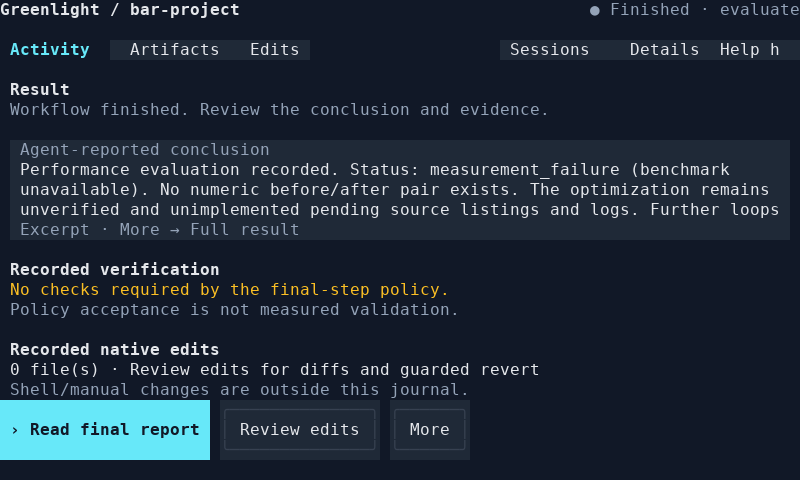 Greenlight / bar-project ● Finished · evaluate
Activity Artifacts Edits Sessions Details Help h
Result
Workflow finished. Review the conclusion and evidence.
Agent-reported conclusion
Performance evaluation recorded. Status: measurement_failure (benchmark
unavailable). No numeric before/after pair exists. The optimization remains
unverified and unimplemented pending source listings and logs. Further loops
Excerpt · More → Full result
Recorded verification
No checks required by the final-step policy.
Policy acceptance is not measured validation.
Recorded native edits
0 file(s) · Review edits for diffs and guarded revert
Shell/manual changes are outside this journal.
› Read final report Review edits More